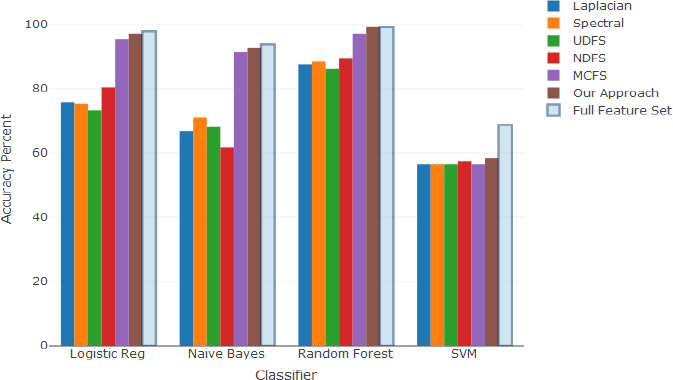 100
80
60
40
20
0
Accuracy Percent
Logistic Reg
Naive Bayes
Random Forest
SVM
Classifier
Laplacian
Spectral
UDFS
NDFS
MCFS
Our Approach
Full Feature Set